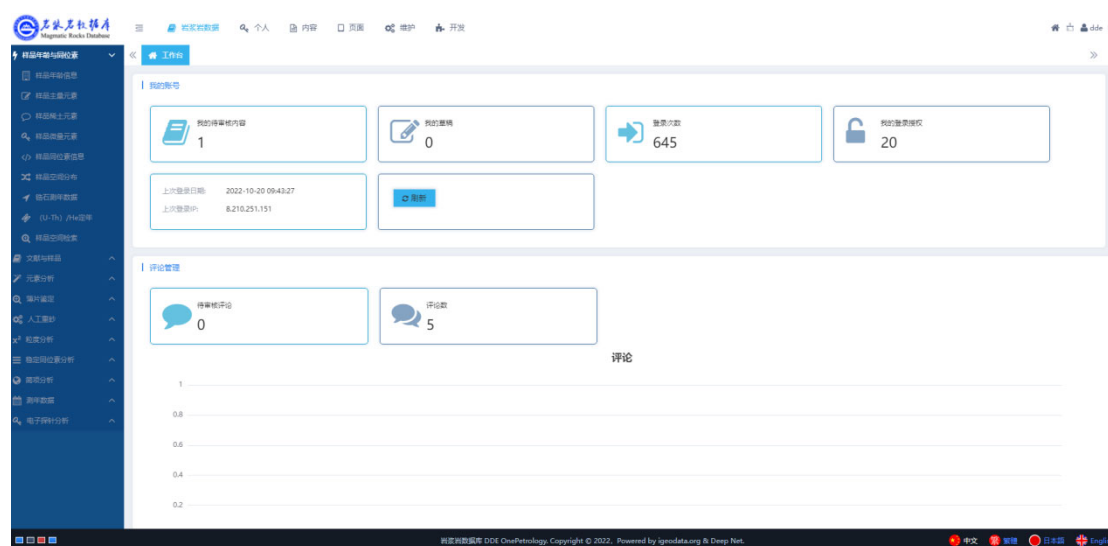 岩浆岩数据库
Magmatic Rocks Database
岩浆岩数据
个人
内容
页面
维护
开发
dde
样品年龄与同位素
工作台
样品年龄信息
样品主量元素
样品稀土元素
样品微量元素
样品同位素信息
样品空间分布
锆石测年数据
(U-Th) /He定年
样品空间检索
文献与样品
元素分析
薄片鉴定
人工重砂
粒度分析
稳定同位素分析
简项分析
测年数据
电子探针分析
我的账号
我的待审核内容
1
我的草稿
0
登录次数
645
我的登录授权
20
上次登录日期: 2022-10-20 09:43:27
上次登录IP: 8.210.251.151
刷新
评论管理
待审核评论
0
评论数
5
评论
1
0.8
0.6
0.4
0.2
岩浆岩数据库 DDE OnePetrology. Copyright © 2022, Powered by igeodata.org & Deep Net.
中文
繁體
日本語
Engli